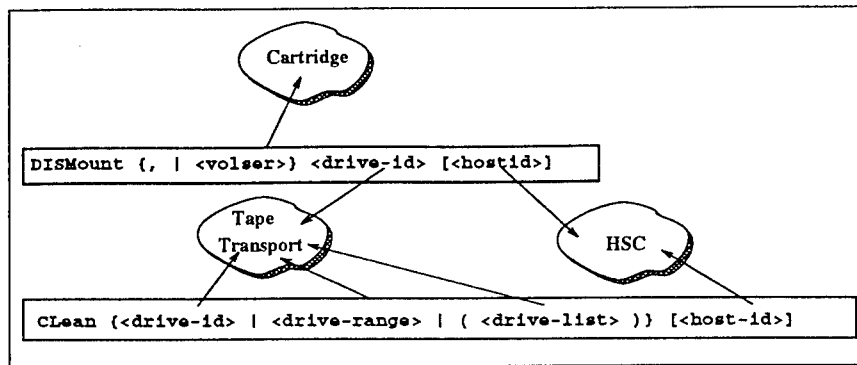 Cartridge
DISMount {, | <volser>} <drive-id> [<hostid>]
Tape
Transport
HSC
CLean {<drive-id> | <drive-range> | ( <drive-list> )} [<host-id>]